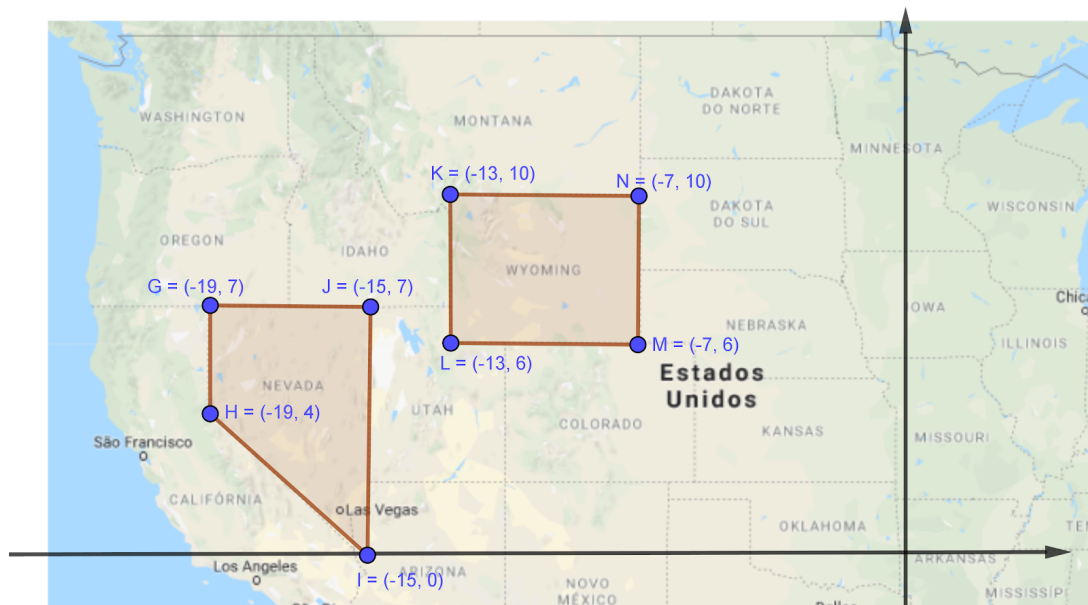 DAKOTA
DO NORTE
WASHINGTON
MONTANA
MINNESOTA
K = (-13, 10)
N = (-7, 10)
DAKOTA
DO SUL
WISCONSIN
OREGON
IDAHO
WYOMING
G = (-19, 7)
J = (-15, 7)
IOWA
NEBRASKA
ILLINOIS
M = (-7, 6)
L = (-13, 6)
Estados
Unidos
NEVADA
H = (-19, 4)
UTAH
COLORADO
KANSAS
MISSOURI
São Francisco
CALIFÓRNIA
Las Vegas
OKLAHOMA
ARKANSAS
Los Angeles
ARIZONA
I = (-15, 0)
NOVO
MÉXICO
MISSISSÍPI